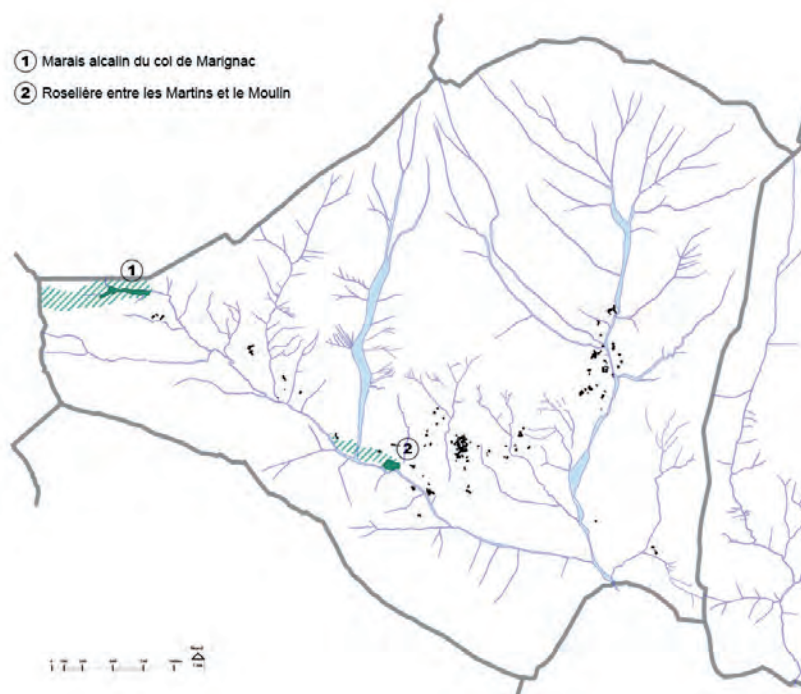 1 Marais alcalin du col de Marignac
2 Roselière entre les Martins et le Moulin
1
2